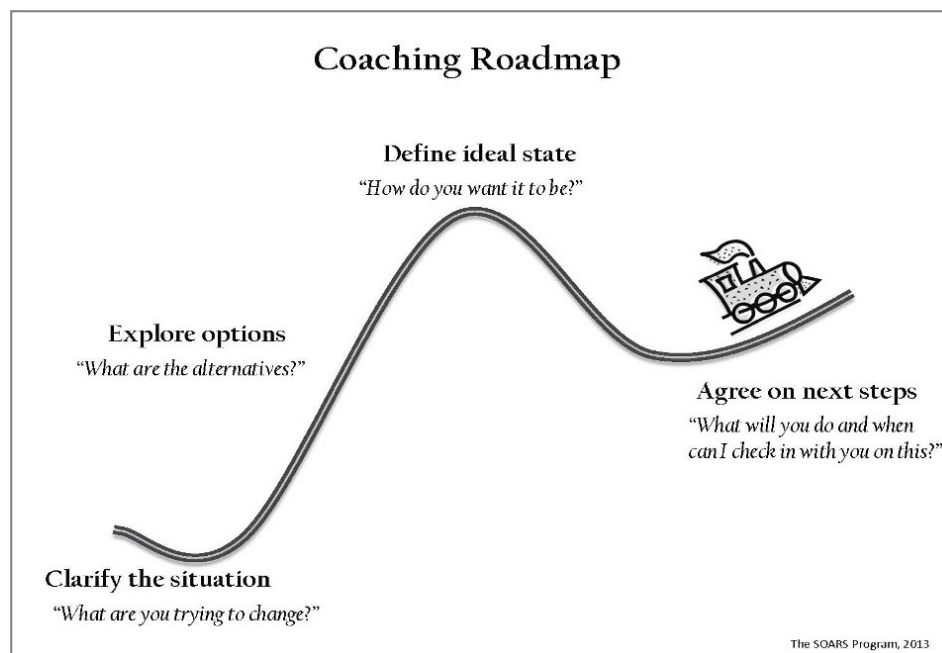 Coaching Roadmap
Define ideal state
“How do you want it to be?”
Explore options
“What are the alternatives?”
Agree on next steps
“What will you do and when
can I check in with you on this?”
Clarify the situation
“What are you trying to change?”
The SOARS Program, 2013